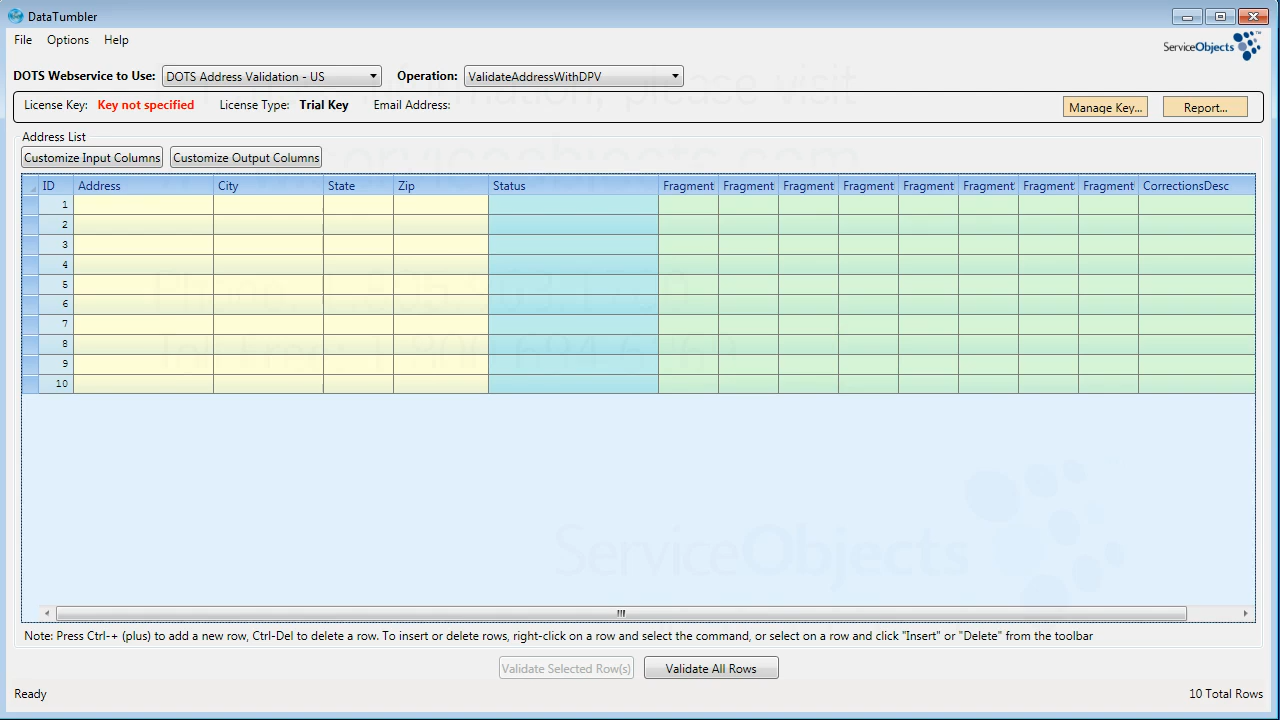 DataTumbler
File Options Help
ServiceObjects™
DOTS Webservice to Use: DOTS Address Validation - US Operation: ValidateAddressWithDPV
License Key: Key not specified License Type: Trial Key Email Address: Manage Key... Report...
Address List
Customize Input Columns Customize Output Columns
ID Address City State Zip Status Fragment Fragment Fragment Fragment Fragment Fragment Fragment Fragment CorrectionsDesc
1
2
3
4
5
6
7
8
9
10
ServiceObjects
Note: Press Ctrl-+ (plus) to add a new row, Ctrl-Del to delete a row. To insert or delete rows, right-click on a row and select the command, or select on a row and click "Insert" or "Delete" from the toolbar
Validate Selected Row(s) Validate All Rows
Ready 10 Total Rows